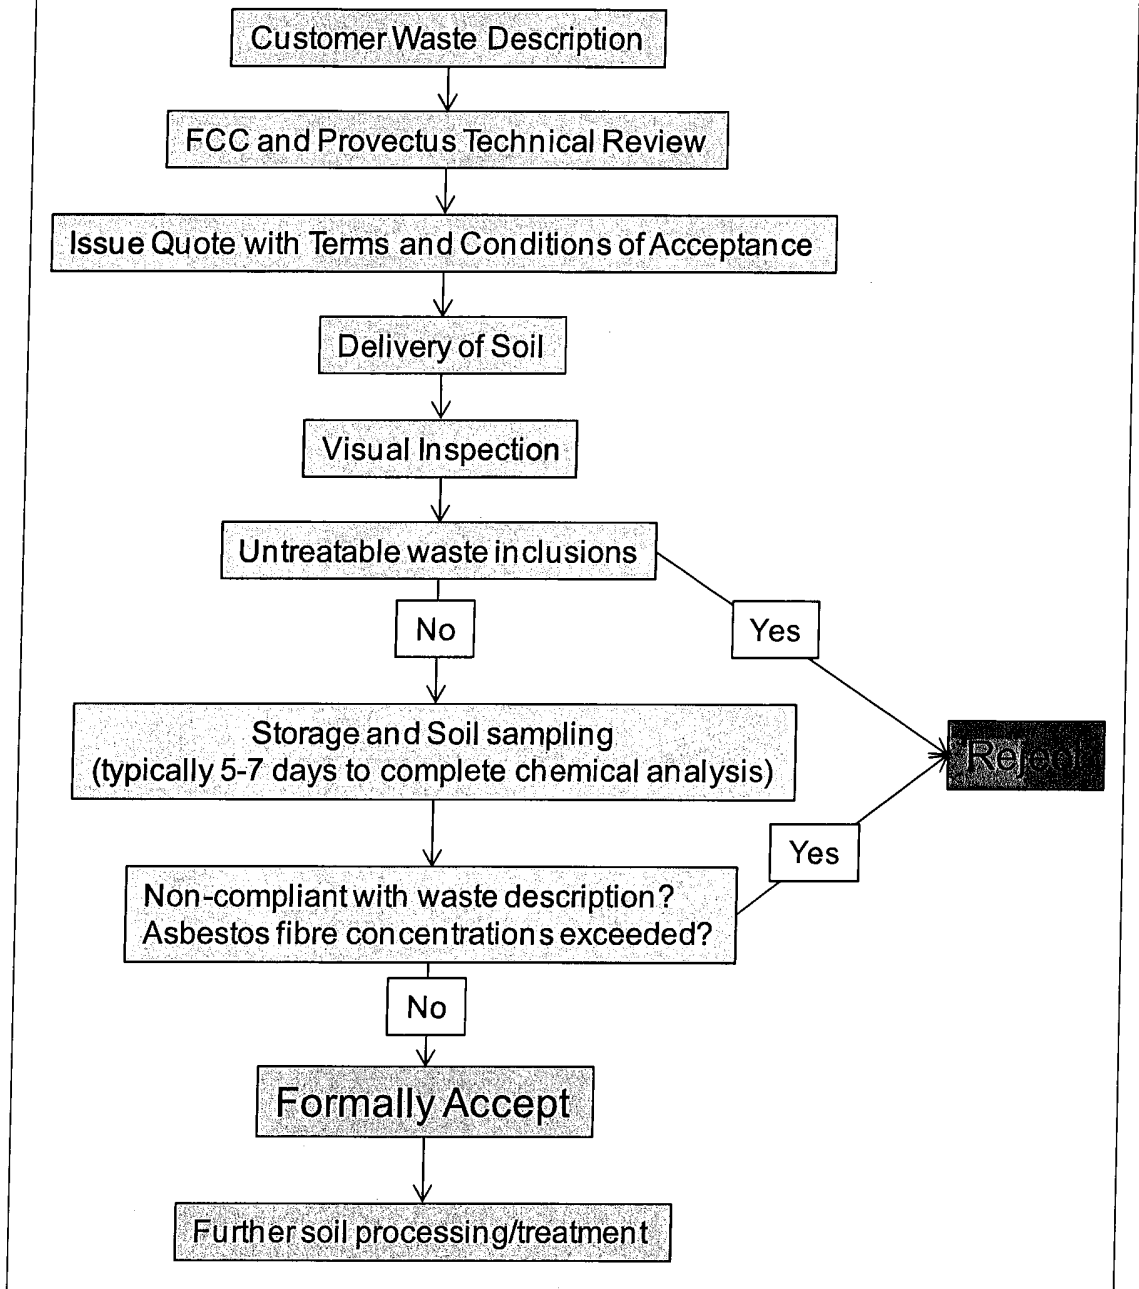 Customer Waste Description
FCC and Provectus Technical Review
Issue Quote with Terms and Conditions of Acceptance
Delivery of Soil
Visual Inspection
Untreatable waste inclusions
No
Yes
Storage and Soil sampling
(typically 5-7 days to complete chemical analysis)
Reject
Yes
Non-compliant with waste description?
Asbestos fibre concentrations exceeded?
No
Formally Accept
Further soil processing/treatment